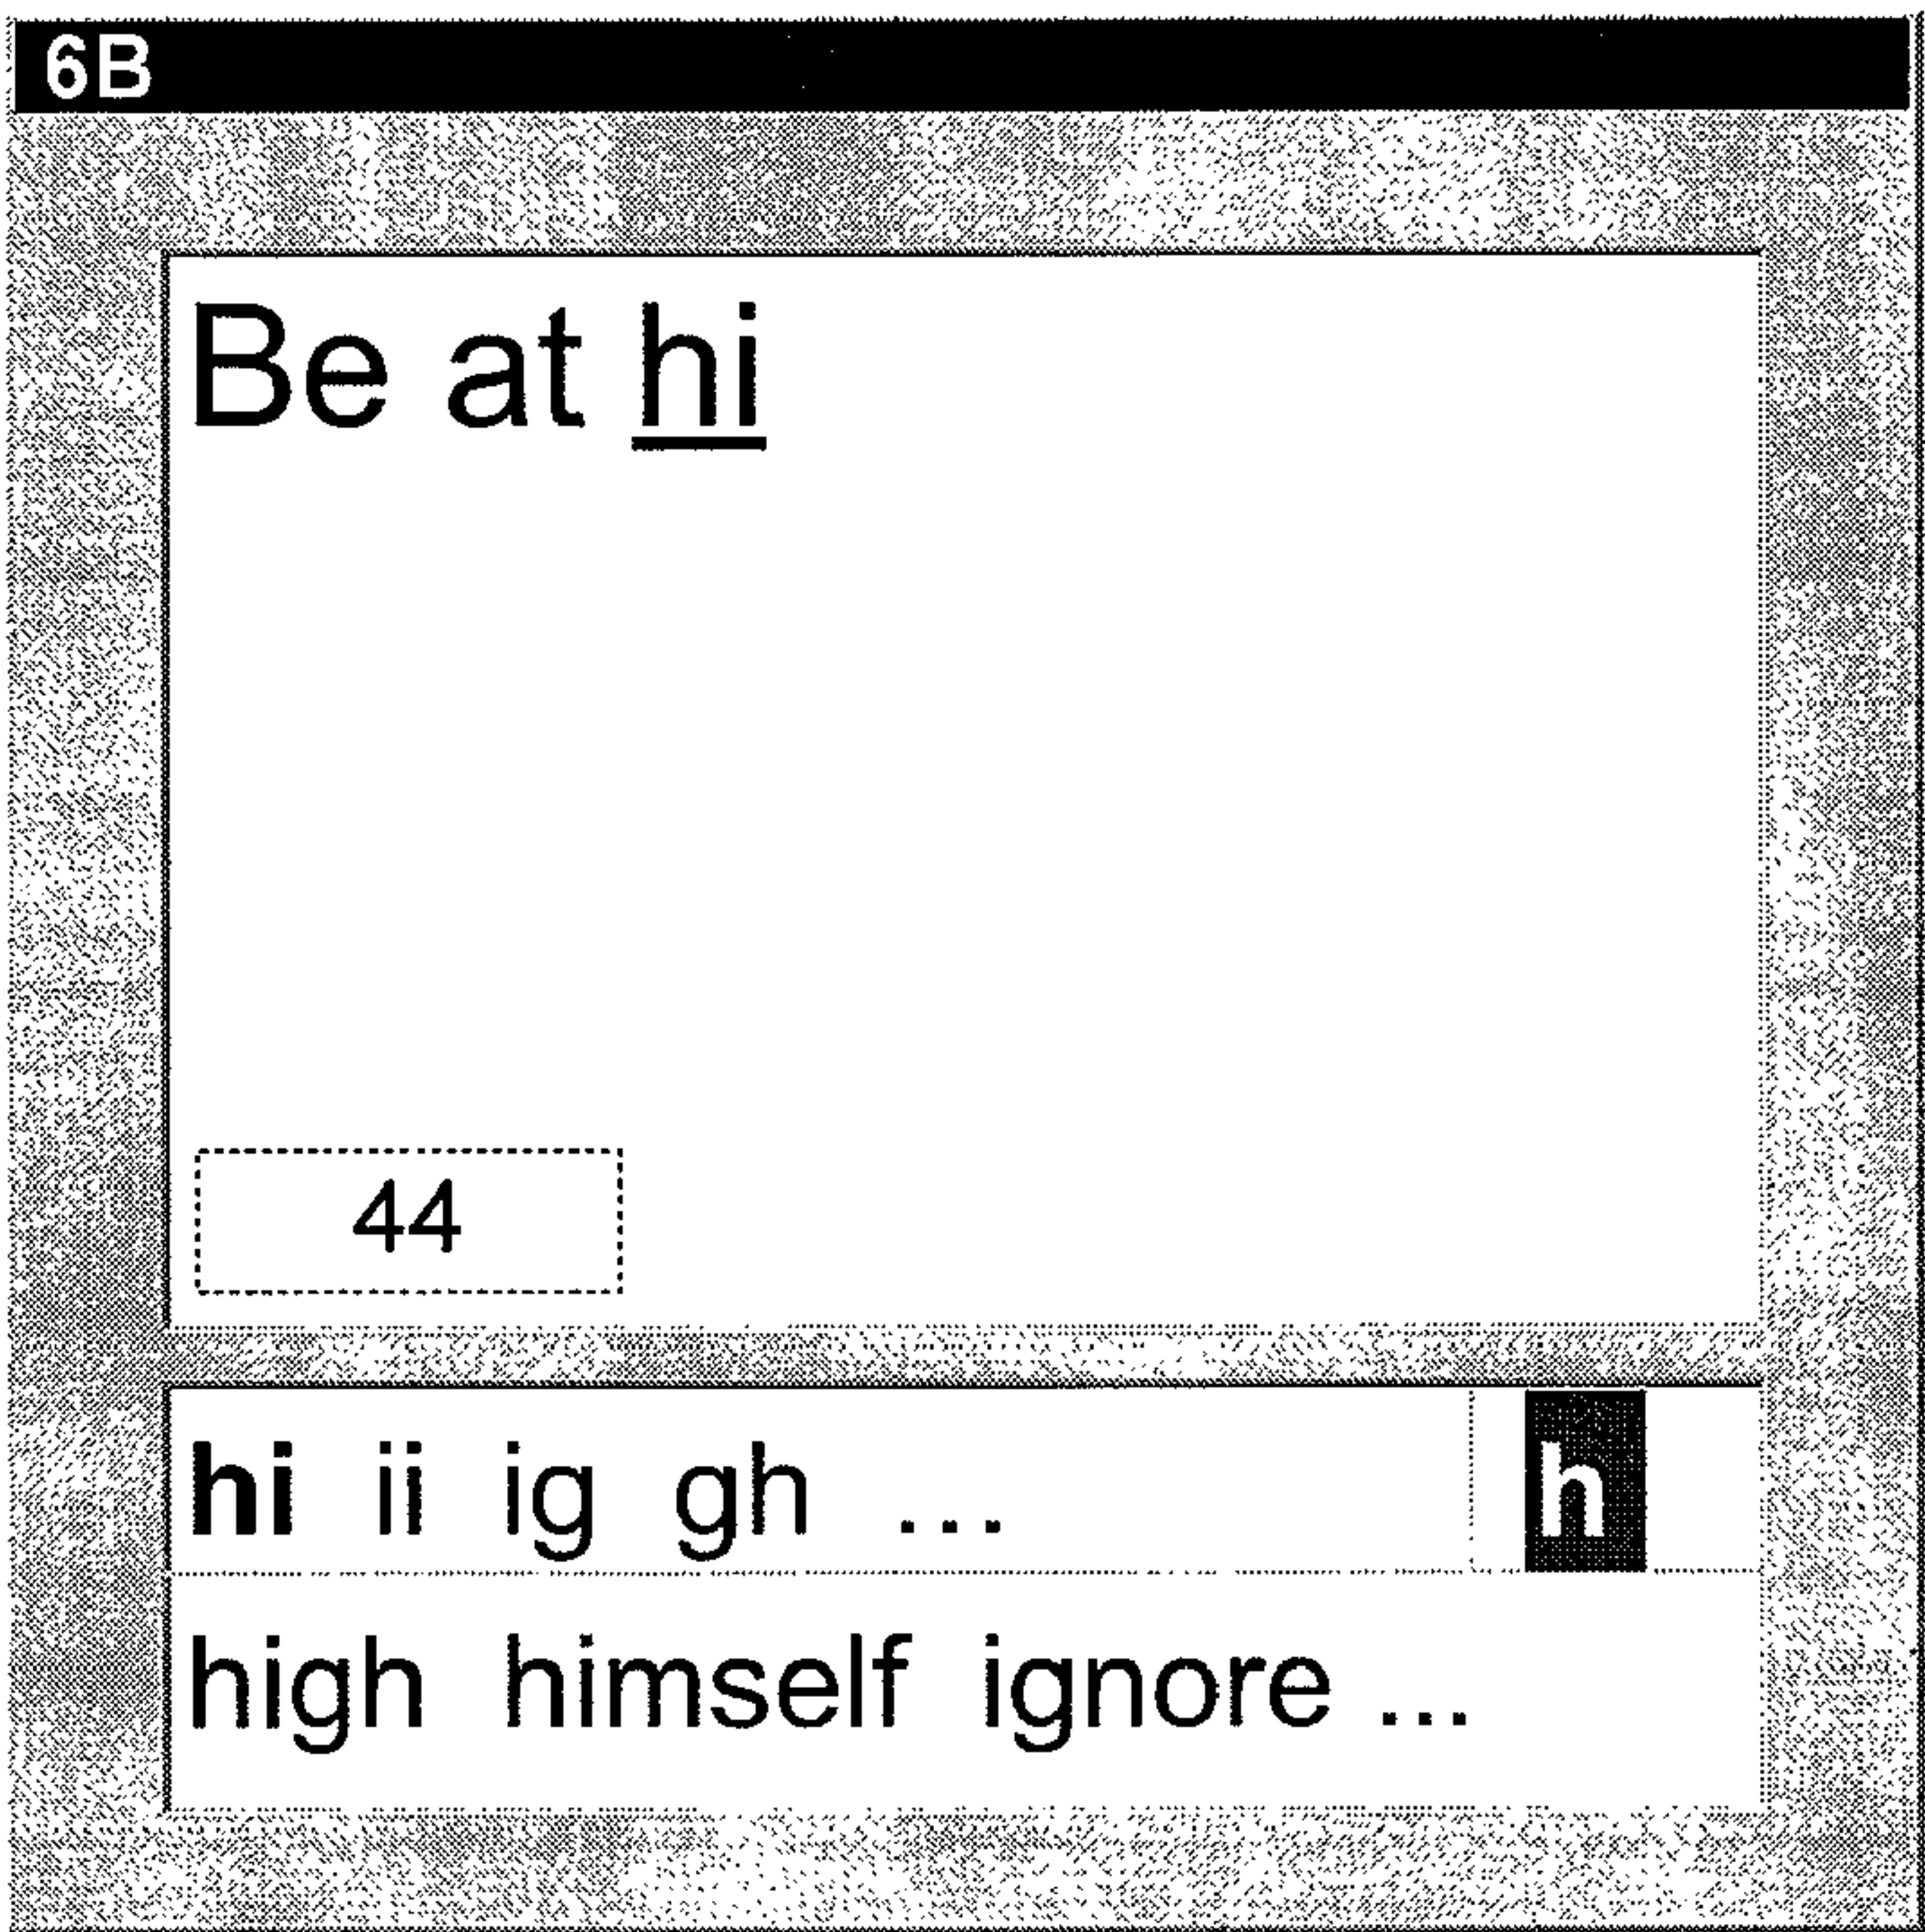 6B
Be at hi
44
hi ii ig gh ... h
high himself ignore ...